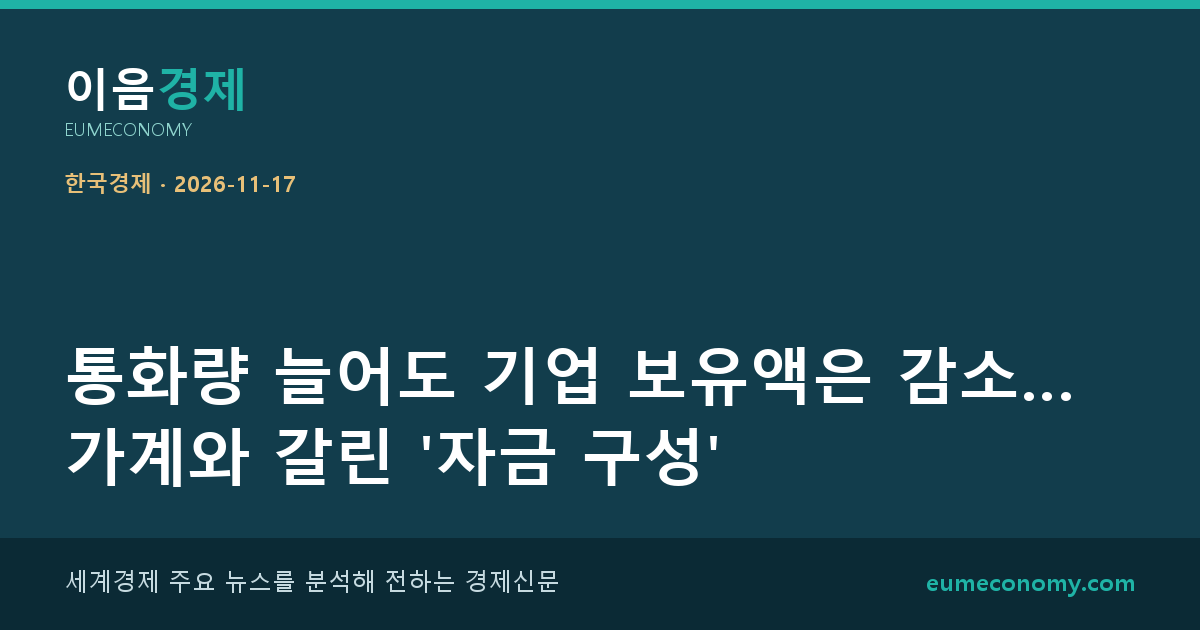 이음경제
EUMECONOMY
한국경제 · 2026-11-17
통화량 늘어도 기업 보유액은 감소...
가계와 갈린 '자금 구성'
세계경제 주요 뉴스를 분석해 전하는 경제신문
eumeconomy.com